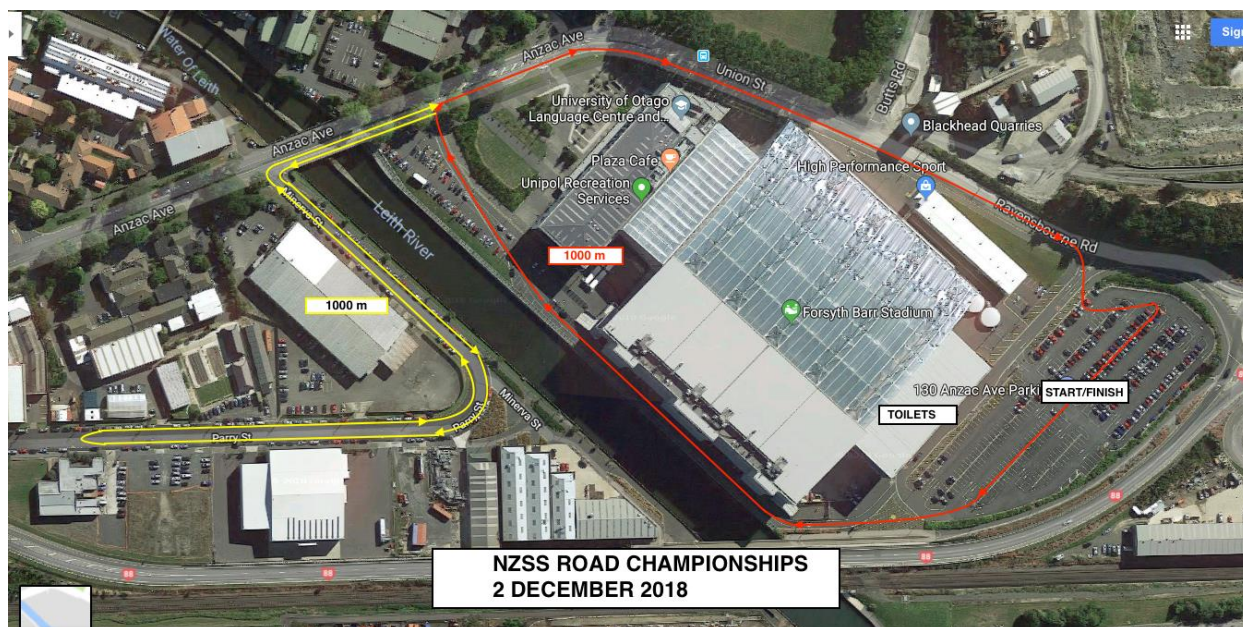 Water Of Leith
Anzac Ave
Union St
Butts Rd
Sign
University of Otago
Language Centre and...
Blackhead Quarries
Anzac Ave
Plaza Cafe
High Performance Sport
Unipol Recreation
Services
Minerva St
Anzac Ave
Leith River
Ravensbourne Rd
1000 m
1000 m
Forsyth Barr Stadium
130 Anzac Ave Parki
START/FINISH
TOILETS
Minerva St
Parry St
Parry St
88
88
88
88
88
88
NZSS ROAD CHAMPIONSHIPS
2 DECEMBER 2018